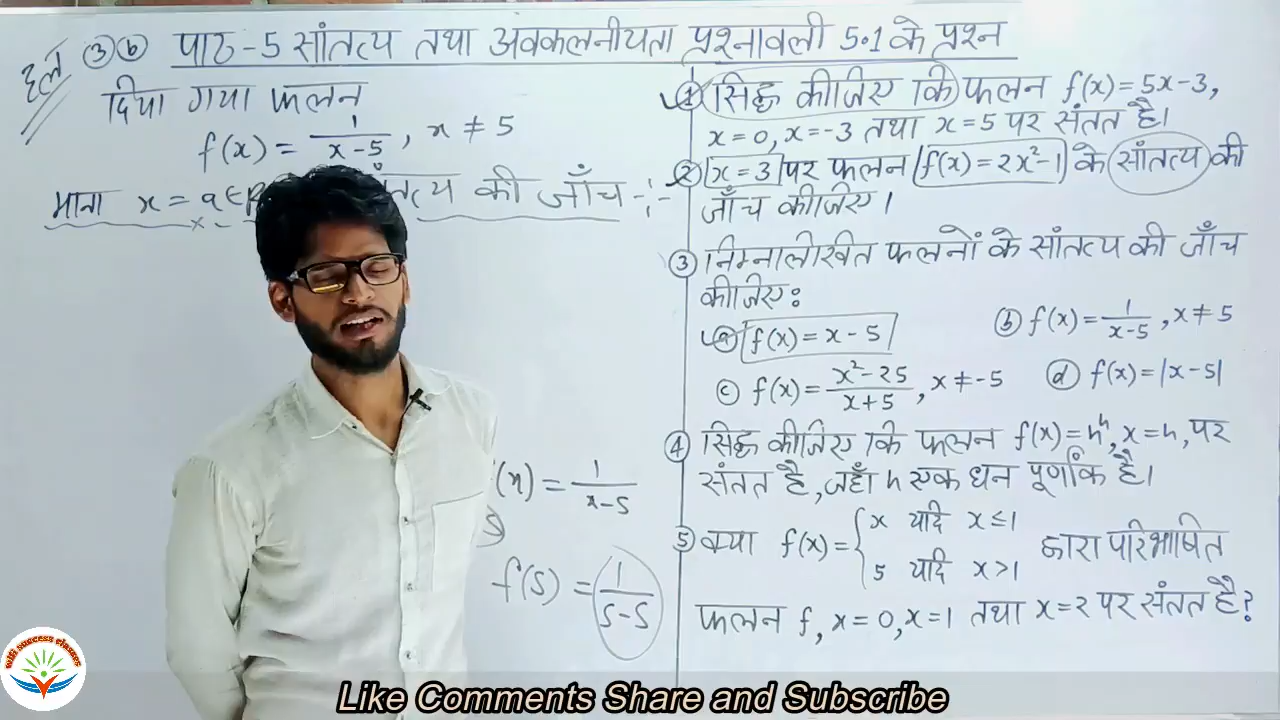 पाठ-5 सांतत्य तथा अवकलनीयता प्रश्नावली 5.1 के प्रश्न
हल 3 b
दिया गया फलन
f(x) = 1/(x-5), x ≠ 5
माना x = a ∈ R सांतत्य की जाँच -:-
f(x) = 1/(x-5)
f(5) = 1/(5-5)
1 सिद्ध कीजिए कि फलन f(x) = 5x-3,
x = 0, x = -3 तथा x = 5 पर संतत है।
2 x = 3 पर फलन f(x) = 2x²-1 के सांतत्य की
जाँच कीजिए।
3 निम्नलिखित फलनों के सांतत्य की जाँच
कीजिए:
a f(x) = x-5 b f(x) = 1/(x-5), x ≠ 5
c f(x) = (x²-25)/(x+5), x ≠ -5 d f(x) = |x-5|
4 सिद्ध कीजिए कि फलन f(x) = nⁿ, x = n, पर
संतत है, जहाँ n एक धन पूर्णांक है।
5 क्या f(x) = { x यदि x ≤ 1
5 यदि x > 1 द्वारा परिभाषित
फलन f, x = 0, x = 1 तथा x = 2 पर संतत है?
Like Comments Share and Subscribe